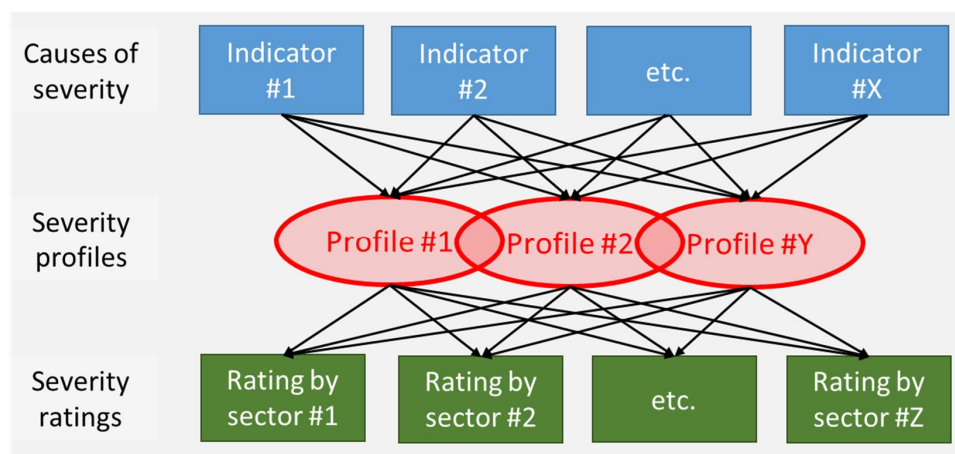 Causes of
severity
Indicator
#1
Indicator
#2
etc.
Indicator
#X
Severity
profiles
Profile #1
Profile #2
Profile #Y
Severity
ratings
Rating by
sector #1
Rating by
sector #2
etc.
Rating by
sector #Z